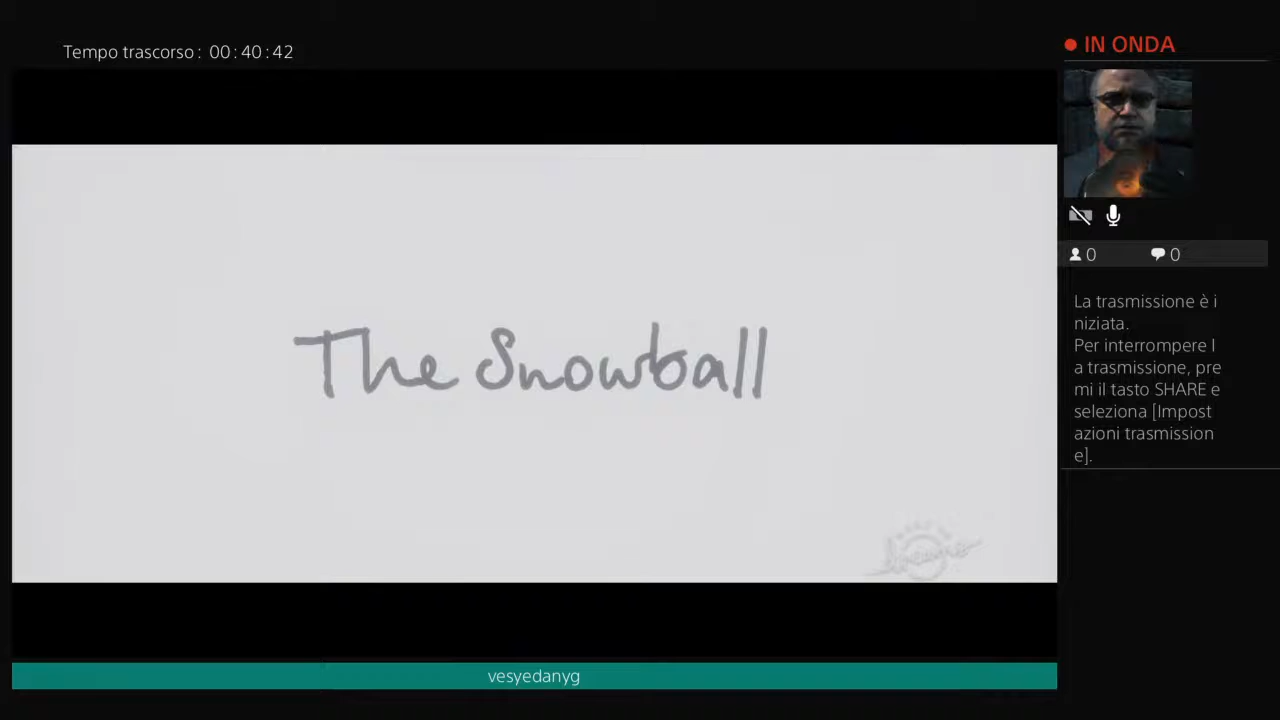 Tempo trascorso: 00:40:42
IN ONDA
0 0
La trasmissione è i
niziata.
Per interrompere l
a trasmissione, pre
mi il tasto SHARE e
seleziona [Impost
azioni trasmission
e].
The Snowball
Dreams
vesyedanyg